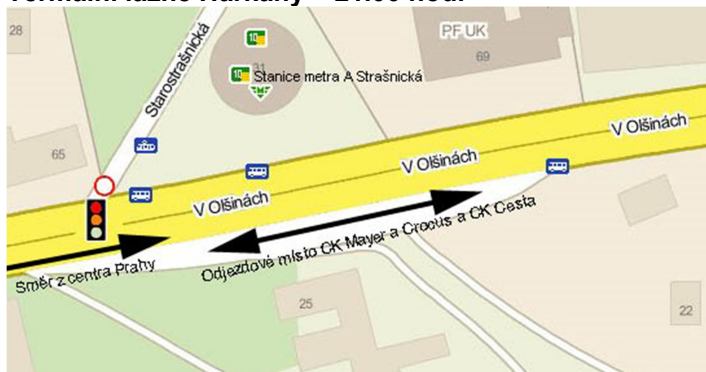 28
PF UK
69
31
10
10
Stanice metra A Strašnická
Starostrašnická
65
V Olšinách
V Olšinách
V Olšinách
Odjezdové místo CK Mayer a Crocus a CK Cesta
Směr z centra Prahy
25
22